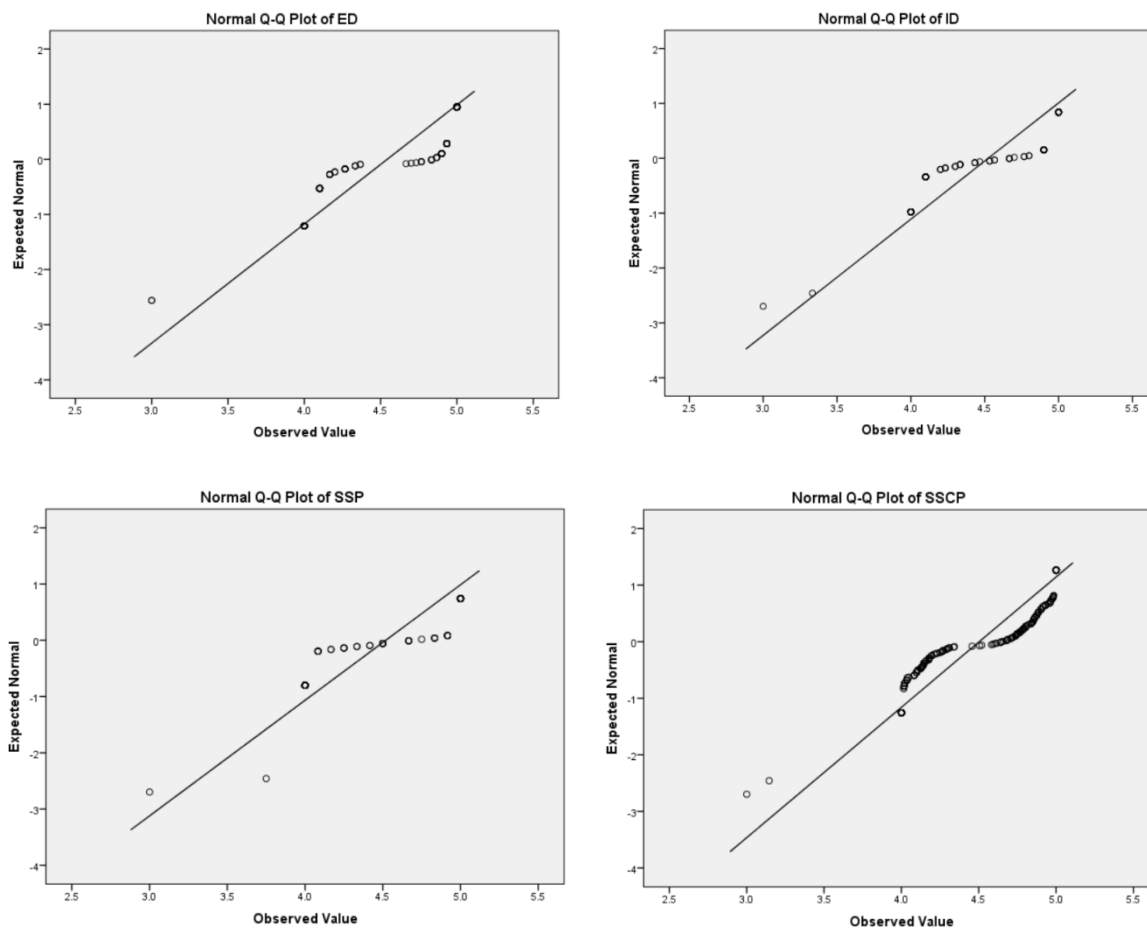 Normal Q-Q Plot of ED
2
1
0
-1
-2
-3
-4
Expected Normal
2.5 3.0 3.5 4.0 4.5 5.0 5.5
Observed Value
Normal Q-Q Plot of ID
2
1
0
-1
-2
-3
-4
Expected Normal
2.5 3.0 3.5 4.0 4.5 5.0 5.5
Observed Value
Normal Q-Q Plot of SSP
2
1
0
-1
-2
-3
-4
Expected Normal
2.5 3.0 3.5 4.0 4.5 5.0 5.5
Observed Value
Normal Q-Q Plot of SSCP
2
1
0
-1
-2
-3
-4
Expected Normal
2.5 3.0 3.5 4.0 4.5 5.0 5.5
Observed Value